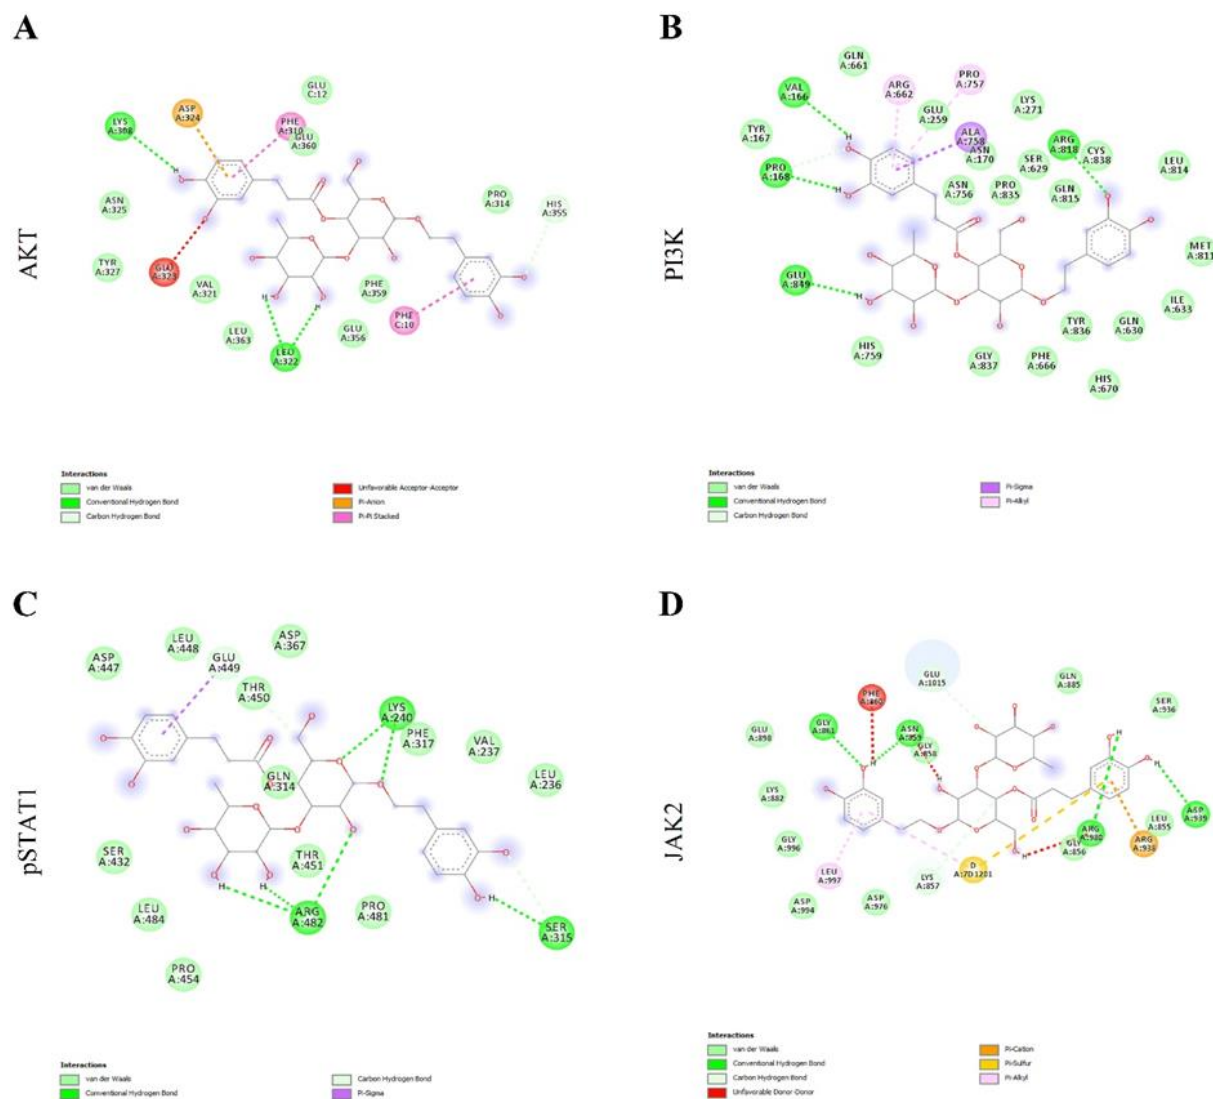 A
AKT
GLU
C:12
ASP
A:324
LYS
A:308
PHE
A:310
GLU
A:360
ASN
A:325
PRO
A:314
HIS
A:355
TYR
A:327
A:323
VAL
A:321
PHE
A:359
PHE
C:10
LEU
A:363
GLU
A:356
LEU
A:322
H
H
H
Interactions
van der Waals
Conventional Hydrogen Bond
Carbon Hydrogen Bond
Unfavorable Acceptor-Acceptor
Pi-Anion
Pi-Pi Stacked
B
PI3K
GLN
A:661
VAL
A:166
ARG
A:662
PRO
A:757
GLU
A:259
LYS
A:271
TYR
A:167
ALA
A:758
ASN
A:170
ARG
A:818
CYS
A:838
SER
A:629
LEU
A:814
PRO
A:168
ASN
A:756
PRO
A:835
GLN
A:815
MET
A:811
GLU
A:849
ILE
A:633
TYR
A:836
GLN
A:630
HIS
A:759
GLY
A:837
PHE
A:666
HIS
A:670
H
H
H
Interactions
van der Waals
Conventional Hydrogen Bond
Carbon Hydrogen Bond
Pi-Sigma
Pi-Alkyl
C
pSTAT1
ASP
A:447
LEU
A:448
GLU
A:449
ASP
A:367
THR
A:450
LYS
A:240
PHE
A:317
VAL
A:237
LEU
A:236
GLN
A:314
SER
A:432
THR
A:451
LEU
A:484
ARG
A:482
PRO
A:481
SER
A:315
PRO
A:454
H
H
H
Interactions
van der Waals
Conventional Hydrogen Bond
Carbon Hydrogen Bond
Pi-Sigma
D
JAK2
GLU
A:1015
GLN
A:885
SER
A:936
PHE
A:860
GLY
A:861
ASN
A:859
GLY
A:858
GLU
A:898
LYS
A:882
ASP
A:939
ARG
A:980
LEU
A:855
GLY
A:856
ARG
A:938
GLY
A:996
LEU
A:997
LYS
A:857
D
A:7D1201
ASP
A:994
ASP
A:976
H
H
H
H
H
Interactions
van der Waals
Conventional Hydrogen Bond
Carbon Hydrogen Bond
Unfavorable Donor-Donor
Pi-Cation
Pi-Sulfur
Pi-Alkyl